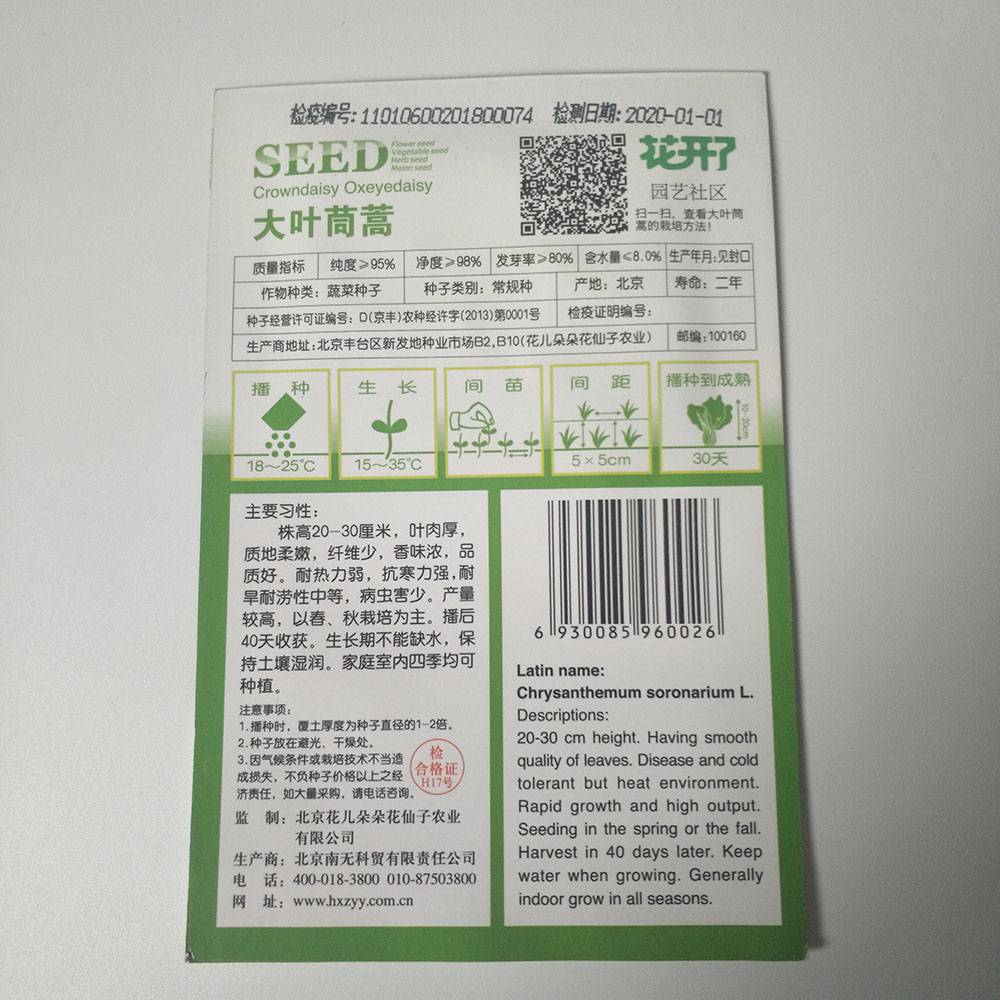 检疫编号:11010600201800074 检测日期:2020-01-01
SEED
Flower seed
Vegetable seed
Herb seed
Melon seed
Crowndaisy Oxeyedaisy
大叶茼蒿
花开了
园艺社区
扫一扫,查看大叶茼
蒿的栽培方法!
质量指标 纯度≥95% 净度≥98% 发芽率≥80% 含水量≤8.0% 生产年月:见封口
作物种类:蔬菜种子 种子类别:常规种 产地:北京 寿命:二年
种子经营许可证编号:D(京丰)农种经许字(2013)第0001号 检疫证明编号:
生产商地址:北京丰台区新发地种业市场B2,B10(花儿朵朵花仙子农业) 邮编:100160
播种 生长 间苗 间距 播种到成熟
10-20cm
18~25℃ 15~35℃ 5×5cm 30天
主要习性:
株高20-30厘米,叶肉厚,
质地柔嫩,纤维少,香味浓,品
质好。耐热力弱,抗寒力强,耐
旱耐涝性中等,病虫害少。产量
较高,以春、秋栽培为主。播后
40天收获。生长期不能缺水,保
持土壤湿润。家庭室内四季均可
种植。
注意事项:
1.播种时,覆土厚度为种子直径的1-2倍。
2.种子放在避光、干燥处。
3.因气候条件或栽培技术不当造
成损失,不负种子价格以上之经
济责任,如大量采购,请电话咨询。
检
合格证
H17号
监 制:北京花儿朵朵花仙子农业
有限公司
生产商:北京南无科贸有限责任公司
电 话:400-018-3800 010-87503800
网 址:www.hxzyy.com.cn
6 930085 960026
Latin name:
Chrysanthemum soronarium L.
Descriptions:
20-30 cm height. Having smooth
quality of leaves. Disease and cold
tolerant but heat environment.
Rapid growth and high output.
Seeding in the spring or the fall.
Harvest in 40 days later. Keep
water when growing. Generally
indoor grow in all seasons.